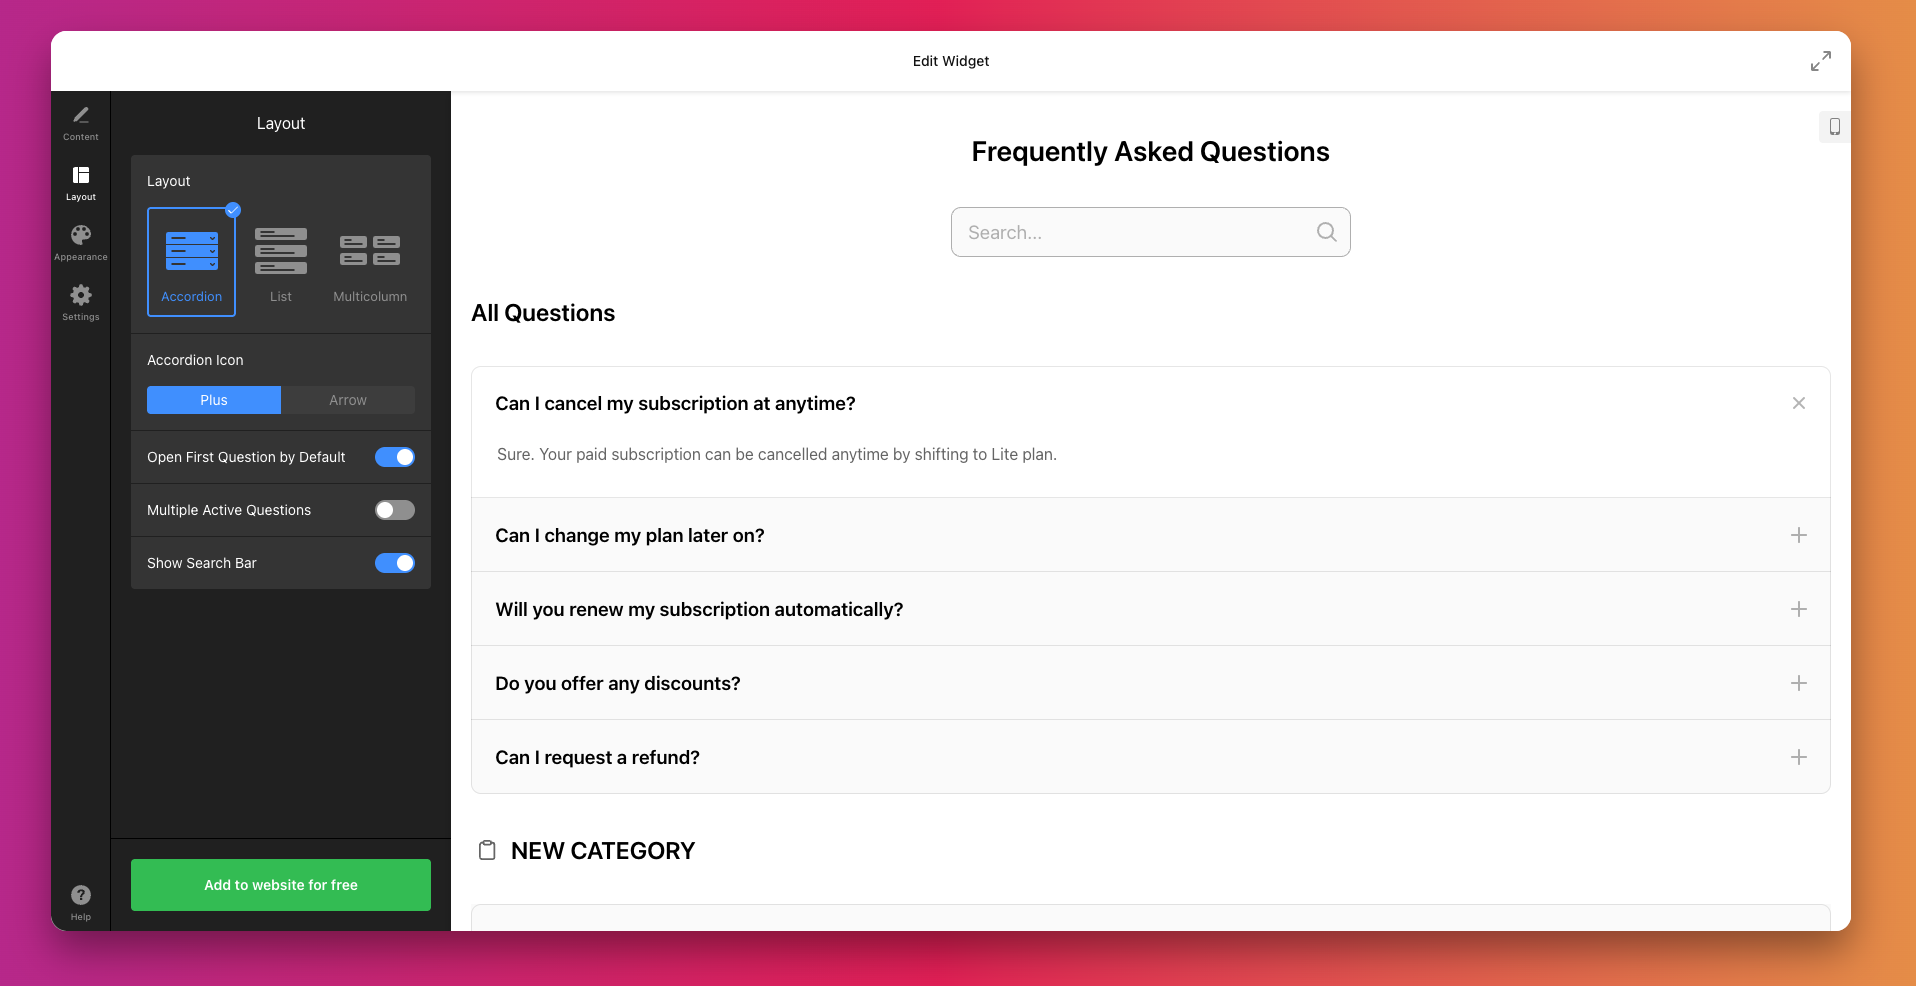 Edit Widget
Content
Layout
Appearance
Settings
Help
Layout
Layout
Accordion
List
Multicolumn
Accordion Icon
Plus
Arrow
Open First Question by Default
Multiple Active Questions
Show Search Bar
Add to website for free
Frequently Asked Questions
Search...
All Questions
Can I cancel my subscription at anytime?
Sure. Your paid subscription can be cancelled anytime by shifting to Lite plan.
Can I change my plan later on?
Will you renew my subscription automatically?
Do you offer any discounts?
Can I request a refund?
NEW CATEGORY